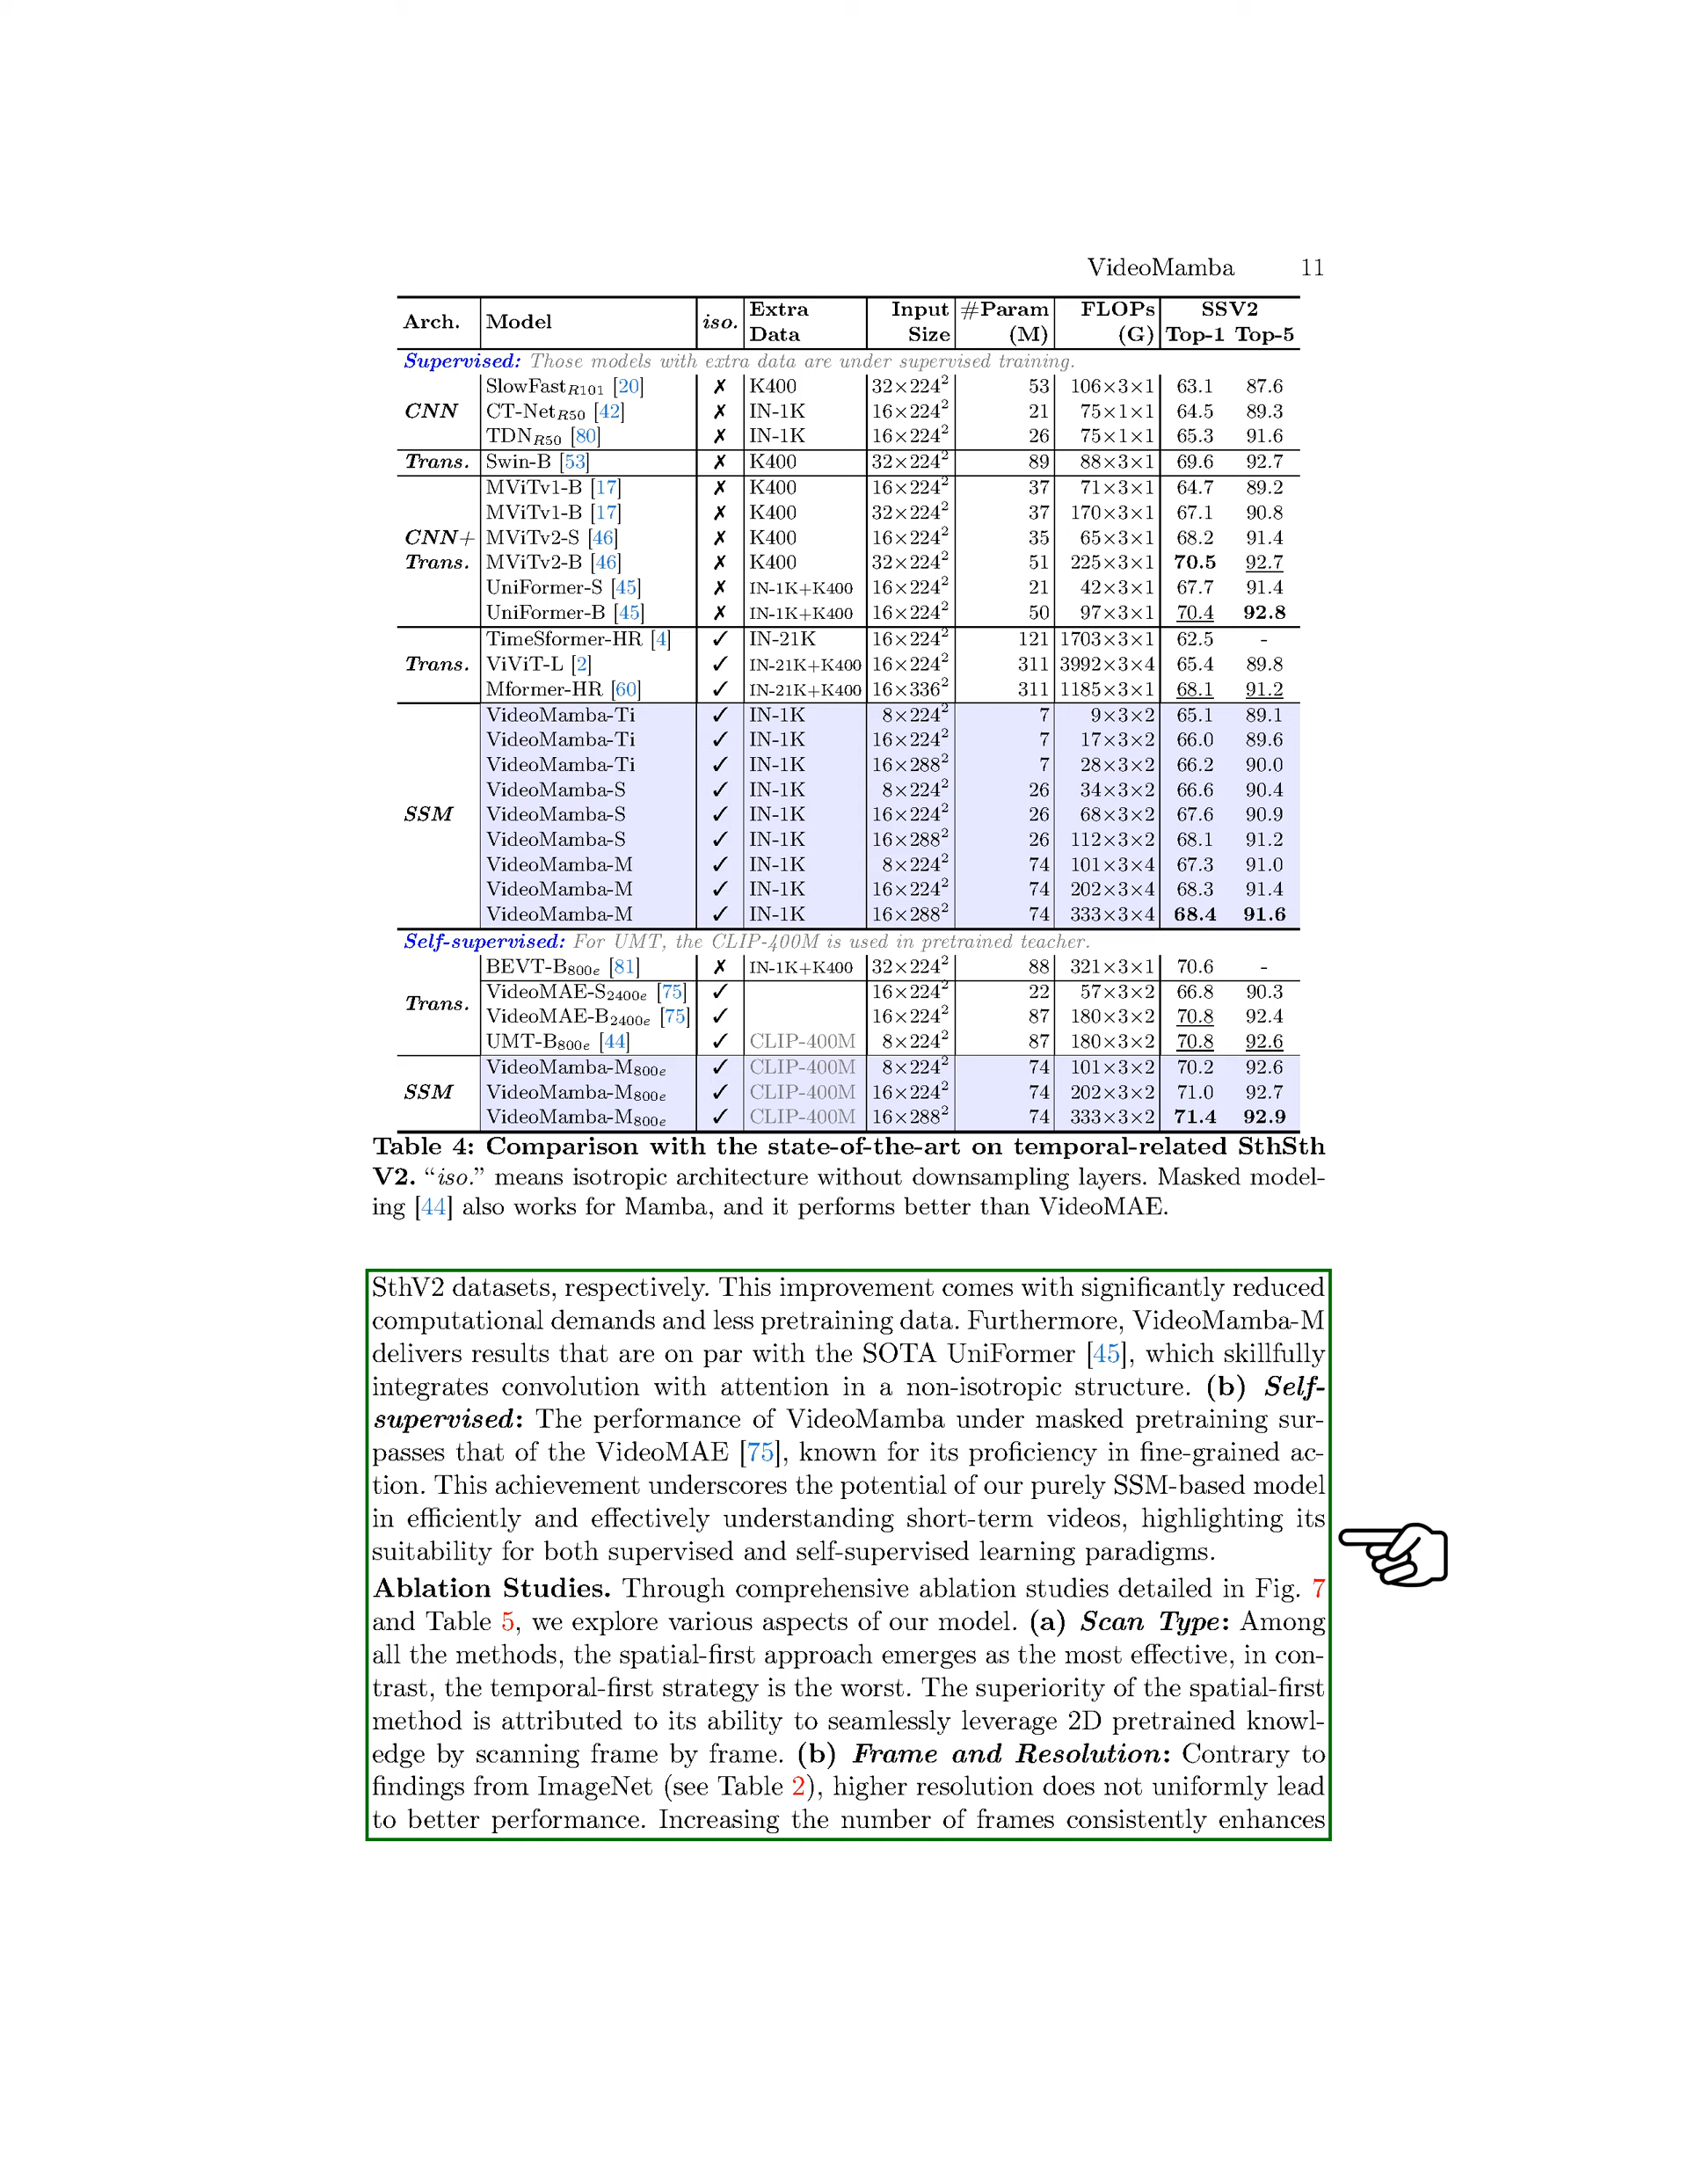 VideoMamba 11
Arch. Model iso. Extra Data Input Size #Param (M) FLOPs (G) SSV2 Top-1 Top-5
Supervised: Those models with extra data are under supervised training.
CNN
SlowFastR101 [20] ✗ K400 32×224² 53 106×3×1 63.1 87.6
CT-NetR50 [42] ✗ IN-1K 16×224² 21 75×1×1 64.5 89.3
TDNR50 [80] ✗ IN-1K 16×224² 26 75×1×1 65.3 91.6
Trans. Swin-B [53] ✗ K400 32×224² 89 88×3×1 69.6 92.7
CNN+
Trans.
MViTv1-B [17] ✗ K400 16×224² 37 71×3×1 64.7 89.2
MViTv1-B [17] ✗ K400 32×224² 37 170×3×1 67.1 90.8
MViTv2-S [46] ✗ K400 16×224² 35 65×3×1 68.2 91.4
MViTv2-B [46] ✗ K400 32×224² 51 225×3×1 70.5 92.7
UniFormer-S [45] ✗ IN-1K+K400 16×224² 21 42×3×1 67.7 91.4
UniFormer-B [45] ✗ IN-1K+K400 16×224² 50 97×3×1 70.4 92.8
Trans.
TimeSformer-HR [4] ✓ IN-21K 16×224² 121 1703×3×1 62.5 -
ViViT-L [2] ✓ IN-21K+K400 16×224² 311 3992×3×4 65.4 89.8
Mformer-HR [60] ✓ IN-21K+K400 16×336² 311 1185×3×1 68.1 91.2
SSM
VideoMamba-Ti ✓ IN-1K 8×224² 7 9×3×2 65.1 89.1
VideoMamba-Ti ✓ IN-1K 16×224² 7 17×3×2 66.0 89.6
VideoMamba-Ti ✓ IN-1K 16×288² 7 28×3×2 66.2 90.0
VideoMamba-S ✓ IN-1K 8×224² 26 34×3×2 66.6 90.4
VideoMamba-S ✓ IN-1K 16×224² 26 68×3×2 67.6 90.9
VideoMamba-S ✓ IN-1K 16×288² 26 112×3×2 68.1 91.2
VideoMamba-M ✓ IN-1K 8×224² 74 101×3×4 67.3 91.0
VideoMamba-M ✓ IN-1K 16×224² 74 202×3×4 68.3 91.4
VideoMamba-M ✓ IN-1K 16×288² 74 333×3×4 68.4 91.6
Self-supervised: For UMT, the CLIP-400M is used in pretrained teacher.
Trans.
BEVT-B800e [81] ✗ IN-1K+K400 32×224² 88 321×3×1 70.6 -
VideoMAE-S2400e [75] ✓ 16×224² 22 57×3×2 66.8 90.3
VideoMAE-B2400e [75] ✓ 16×224² 87 180×3×2 70.8 92.4
UMT-B800e [44] ✓ CLIP-400M 8×224² 87 180×3×2 70.8 92.6
SSM
VideoMamba-M800e ✓ CLIP-400M 8×224² 74 101×3×2 70.2 92.6
VideoMamba-M800e ✓ CLIP-400M 16×224² 74 202×3×2 71.0 92.7
VideoMamba-M800e ✓ CLIP-400M 16×288² 74 333×3×2 71.4 92.9
Table 4: Comparison with the state-of-the-art on temporal-related SthSth
V2. “iso.” means isotropic architecture without downsampling layers. Masked model-
ing [44] also works for Mamba, and it performs better than VideoMAE.
SthV2 datasets, respectively. This improvement comes with significantly reduced
computational demands and less pretraining data. Furthermore, VideoMamba-M
delivers results that are on par with the SOTA UniFormer [45], which skillfully
integrates convolution with attention in a non-isotropic structure. (b) Self-
supervised: The performance of VideoMamba under masked pretraining sur-
passes that of the VideoMAE [75], known for its proficiency in fine-grained ac-
tion. This achievement underscores the potential of our purely SSM-based model
in efficiently and effectively understanding short-term videos, highlighting its
suitability for both supervised and self-supervised learning paradigms.
Ablation Studies. Through comprehensive ablation studies detailed in Fig. 7
and Table 5, we explore various aspects of our model. (a) Scan Type: Among
all the methods, the spatial-first approach emerges as the most effective, in con-
trast, the temporal-first strategy is the worst. The superiority of the spatial-first
method is attributed to its ability to seamlessly leverage 2D pretrained knowl-
edge by scanning frame by frame. (b) Frame and Resolution: Contrary to
findings from ImageNet (see Table 2), higher resolution does not uniformly lead
to better performance. Increasing the number of frames consistently enhances